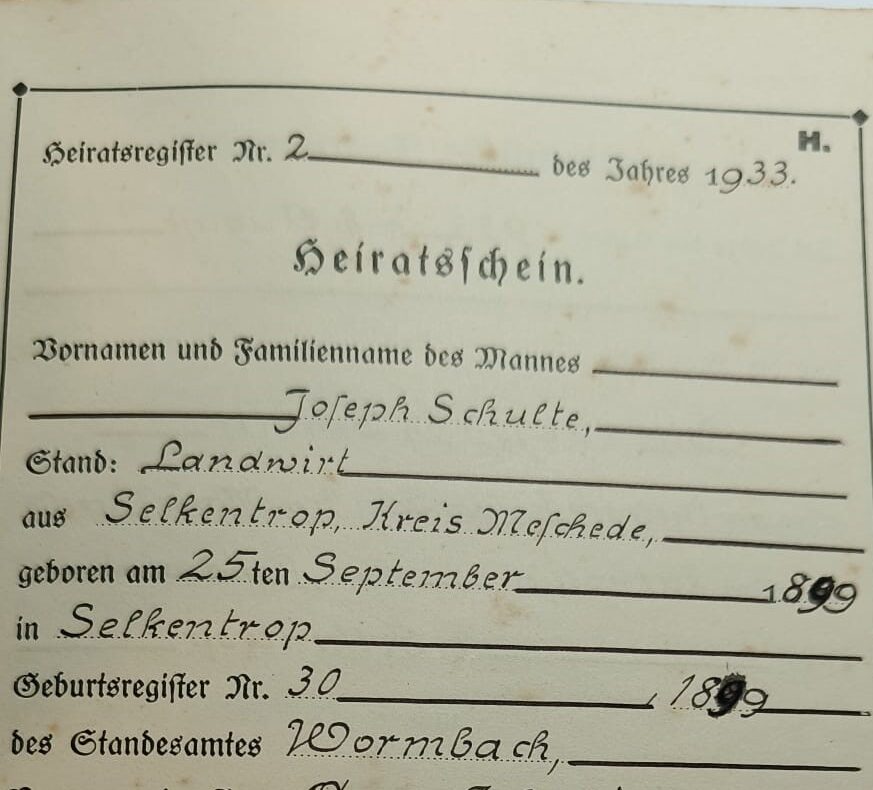 H.
Heiratsregister Nr. 2 des Jahres 1933.
Heiratsschein.
Vornamen und Familienname des Mannes
Joseph Schulte,
Stand: Landwirt
aus Selkentrop, Kreis Meschede,
geboren am 25ten September 1899
in Selkentrop
Geburtsregister Nr. 30, 1899
des Standesamtes Wormbach,